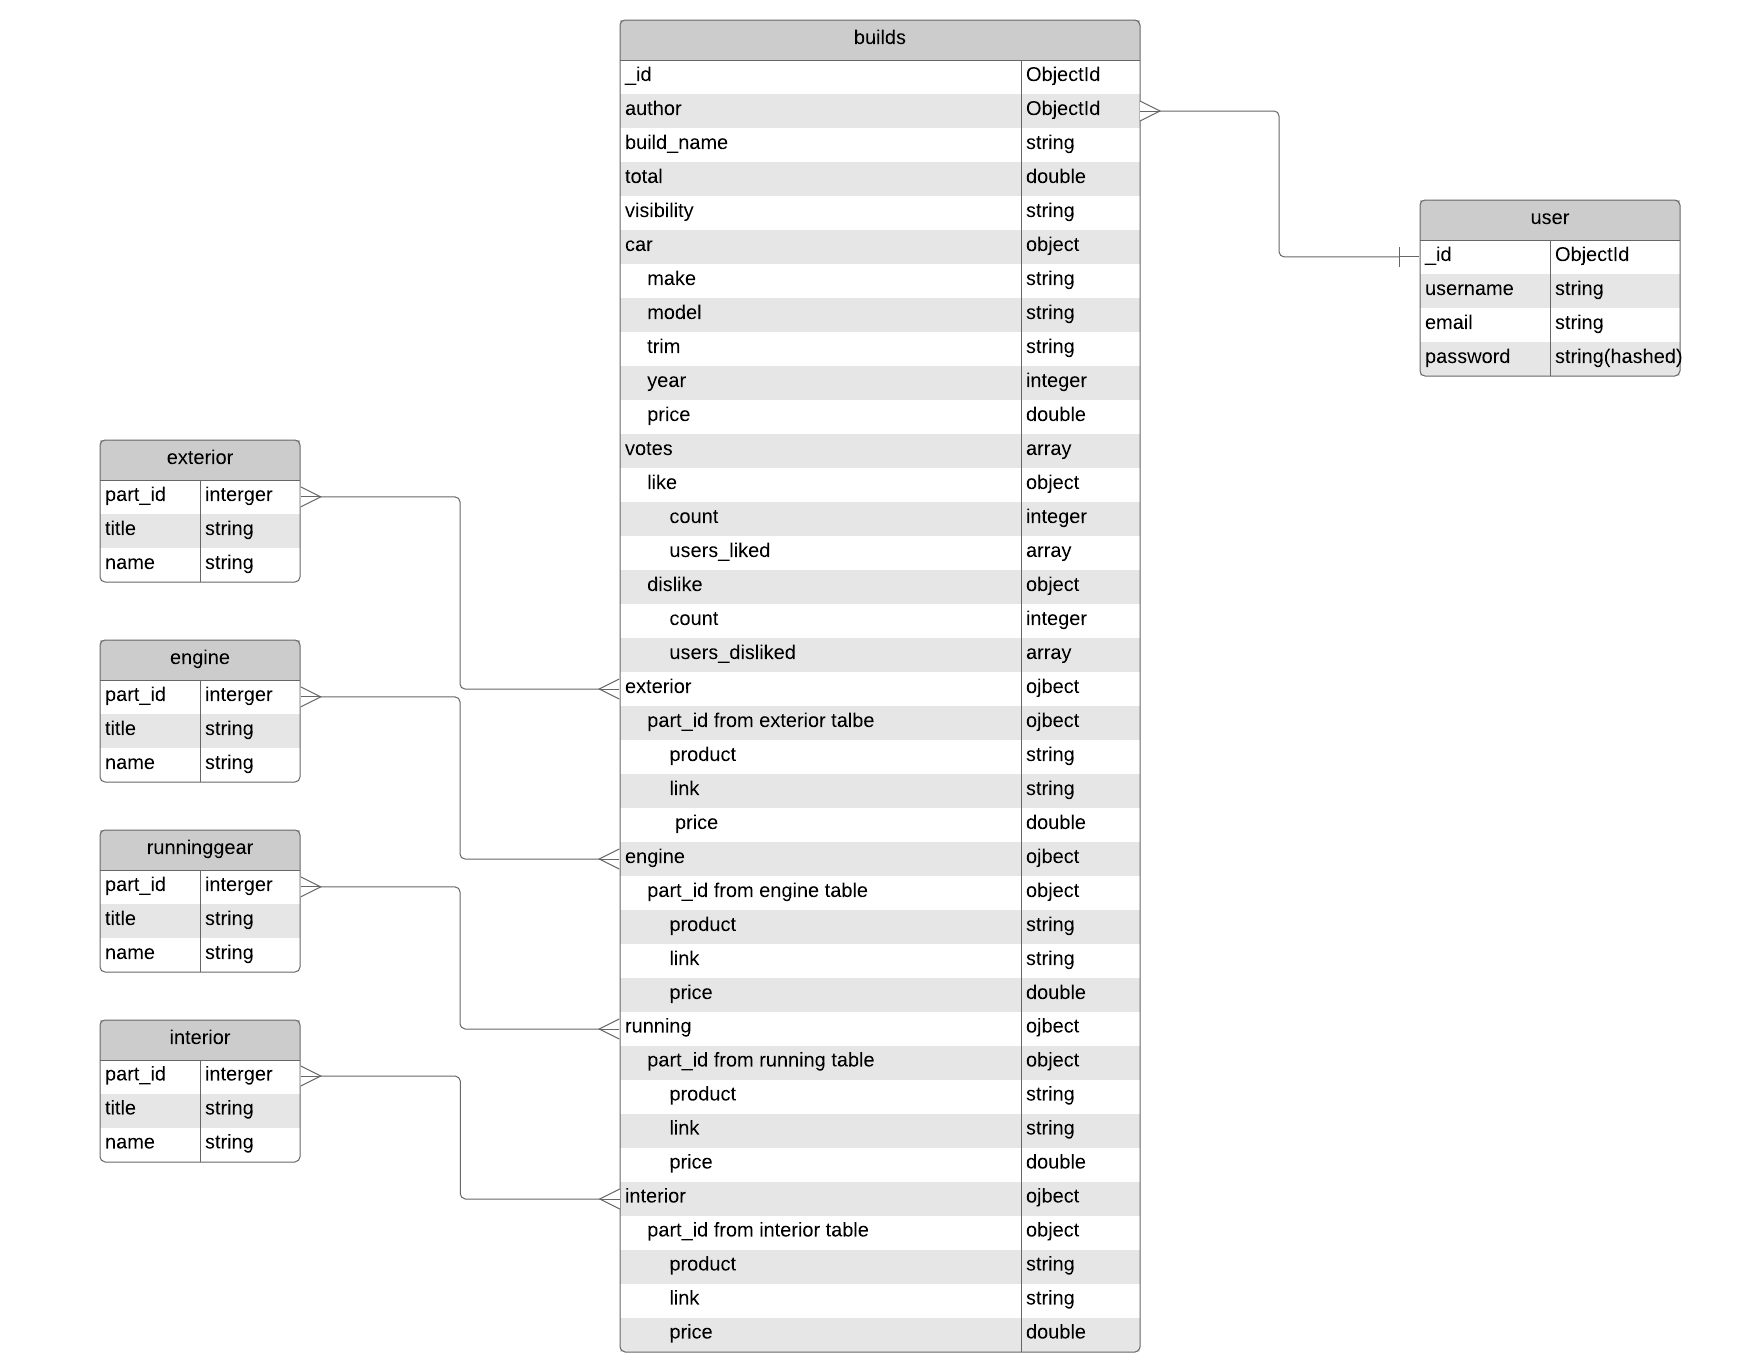 builds
_id ObjectId
author ObjectId
build_name string
total double
visibility string
car object
make string
model string
trim string
year integer
price double
votes array
like object
count integer
users_liked array
dislike object
count integer
users_disliked array
exterior ojbect
part_id from exterior talbe ojbect
product string
link string
price double
engine ojbect
part_id from engine table object
product string
link string
price double
running ojbect
part_id from running table object
product string
link string
price double
interior ojbect
part_id from interior table object
product string
link string
price double
user
_id ObjectId
username string
email string
password string(hashed)
exterior
part_id interger
title string
name string
engine
part_id interger
title string
name string
runninggear
part_id interger
title string
name string
interior
part_id interger
title string
name string